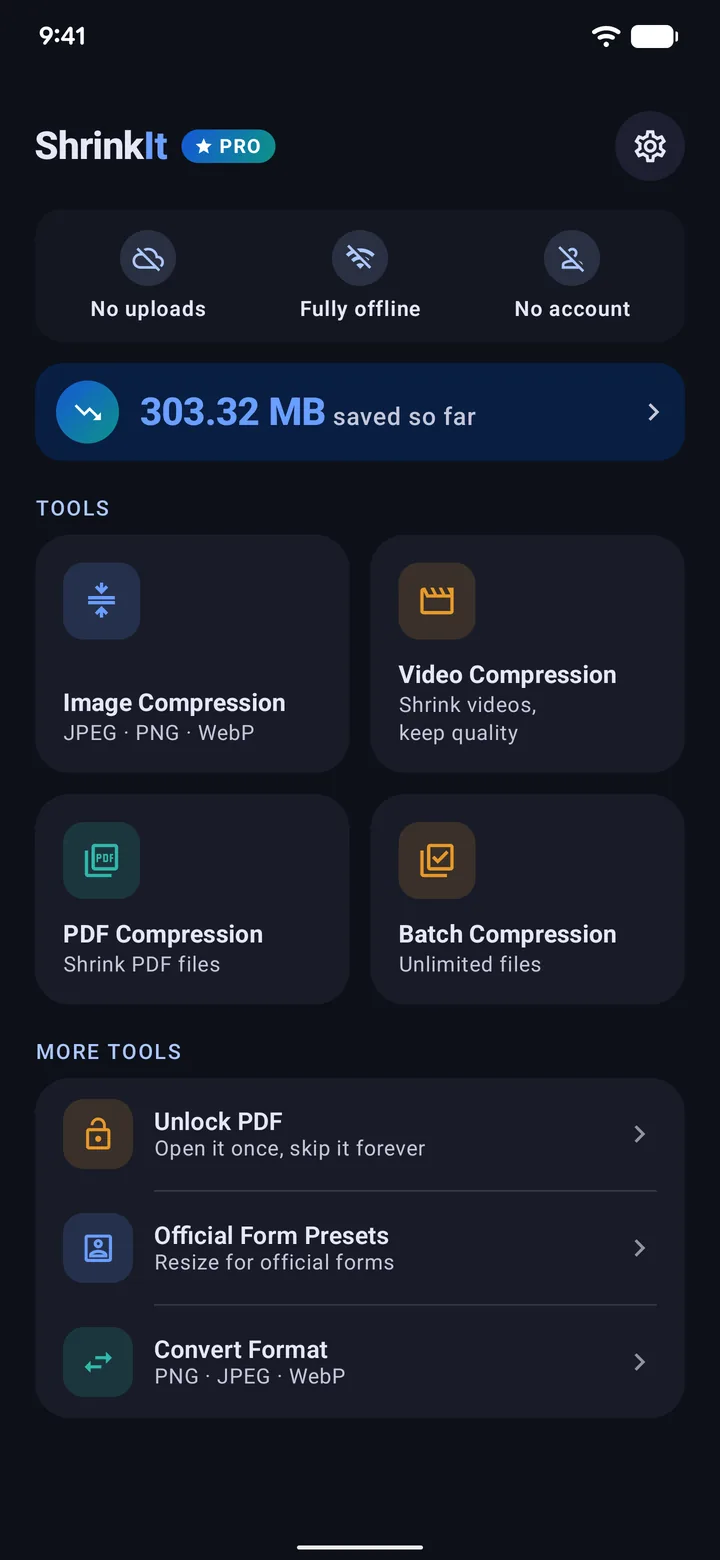 9:41
ShrinkIt
PRO
No uploads
Fully offline
No account
303.32 MB saved so far
TOOLS
Image Compression
JPEG · PNG · WebP
Video Compression
Shrink videos,
keep quality
PDF
PDF Compression
Shrink PDF files
Batch Compression
Unlimited files
MORE TOOLS
Unlock PDF
Open it once, skip it forever
Official Form Presets
Resize for official forms
Convert Format
PNG · JPEG · WebP